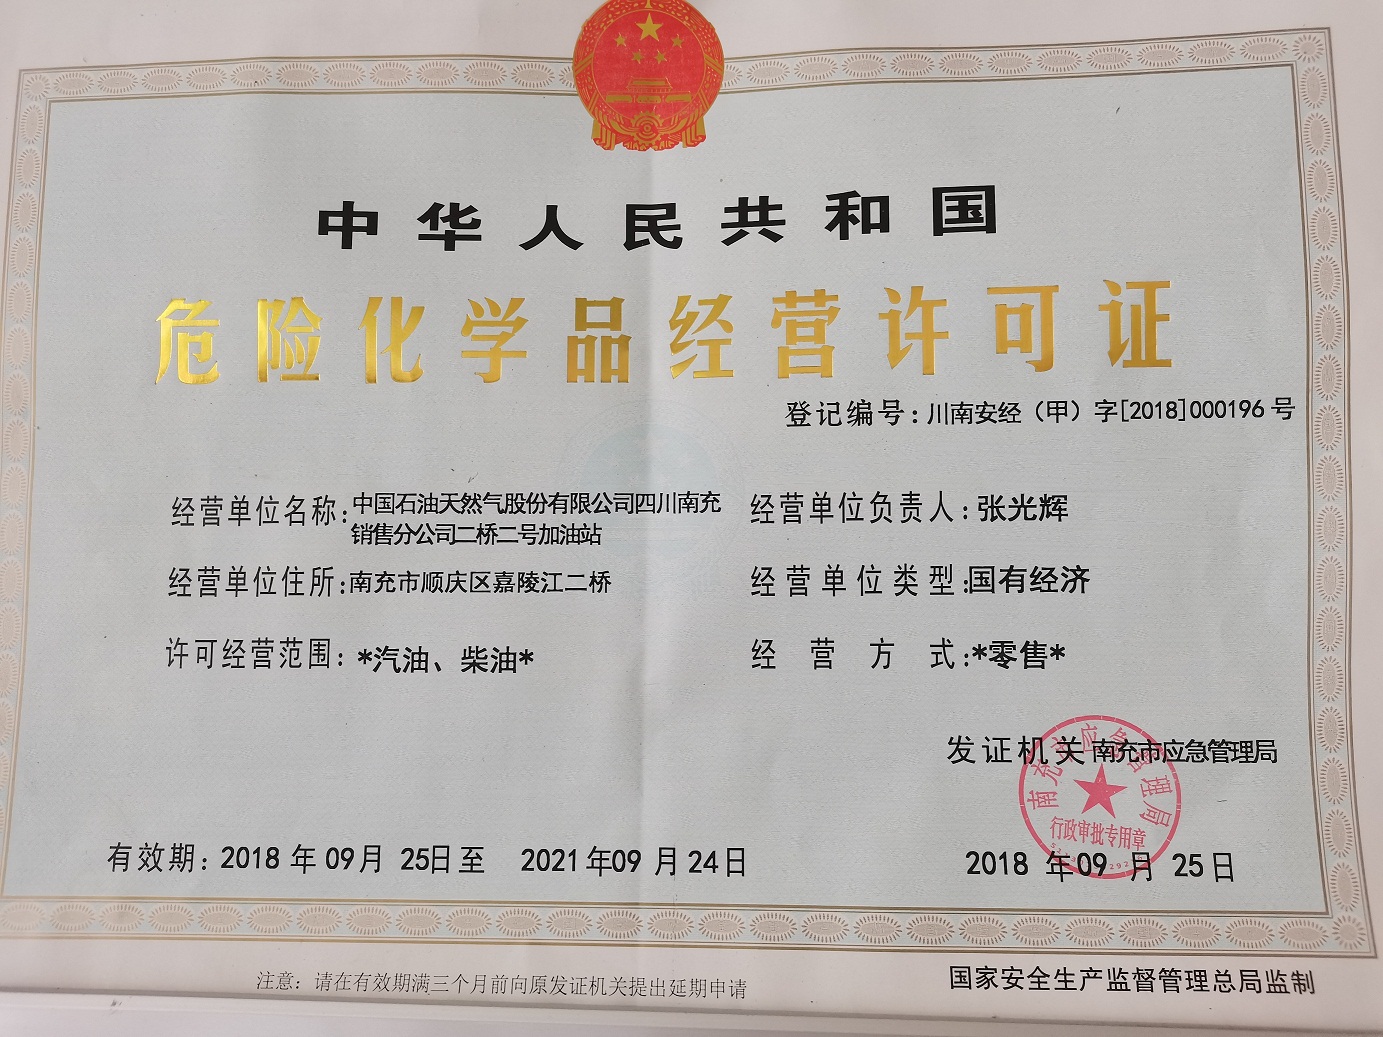 中华人民共和国
危险化学品经营许可证
登记编号:川南安经（甲）字[2018]000196号
经营单位名称:中国石油天然气股份有限公司四川南充
销售分公司二桥二号加油站
经营单位负责人:张光辉
经营单位住所:南充市顺庆区嘉陵江二桥
经营单位类型:国有经济
许可经营范围:*汽油、柴油*
经营方式:*零售*
发证机关 南充市应急管理局
南充市应急管理局
行政审批专用章
有效期:2018年09月25日至 2021年09月24日
2018年09月25日
注意：请在有效期满三个月前向原发证机关提出延期申请
国家安全生产监督管理总局监制